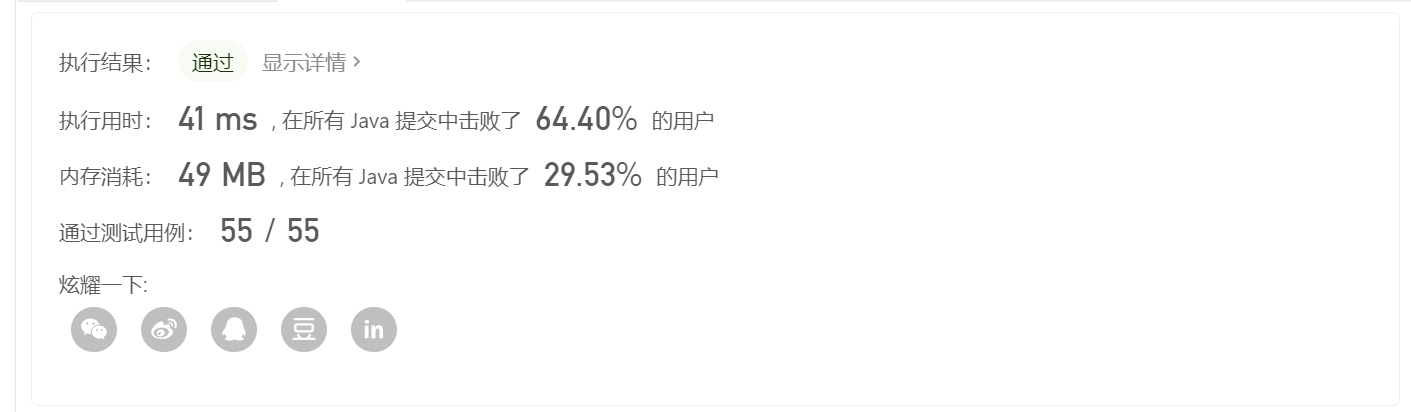 执行结果： 通过 显示详情 >
执行用时： 41 ms , 在所有 Java 提交中击败了 64.40% 的用户
内存消耗： 49 MB , 在所有 Java 提交中击败了 29.53% 的用户
通过测试用例： 55 / 55
炫耀一下:
豆 in